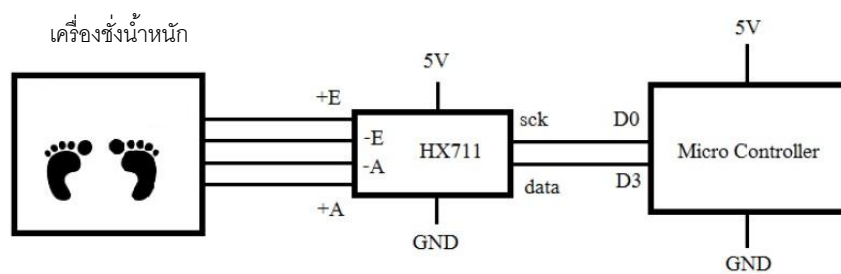 เครื่องชั่งน้ำหนัก
5V
5V
+E
sck
D0
-E
HX711
Micro Controller
-A
data
D3
+A
GND
GND